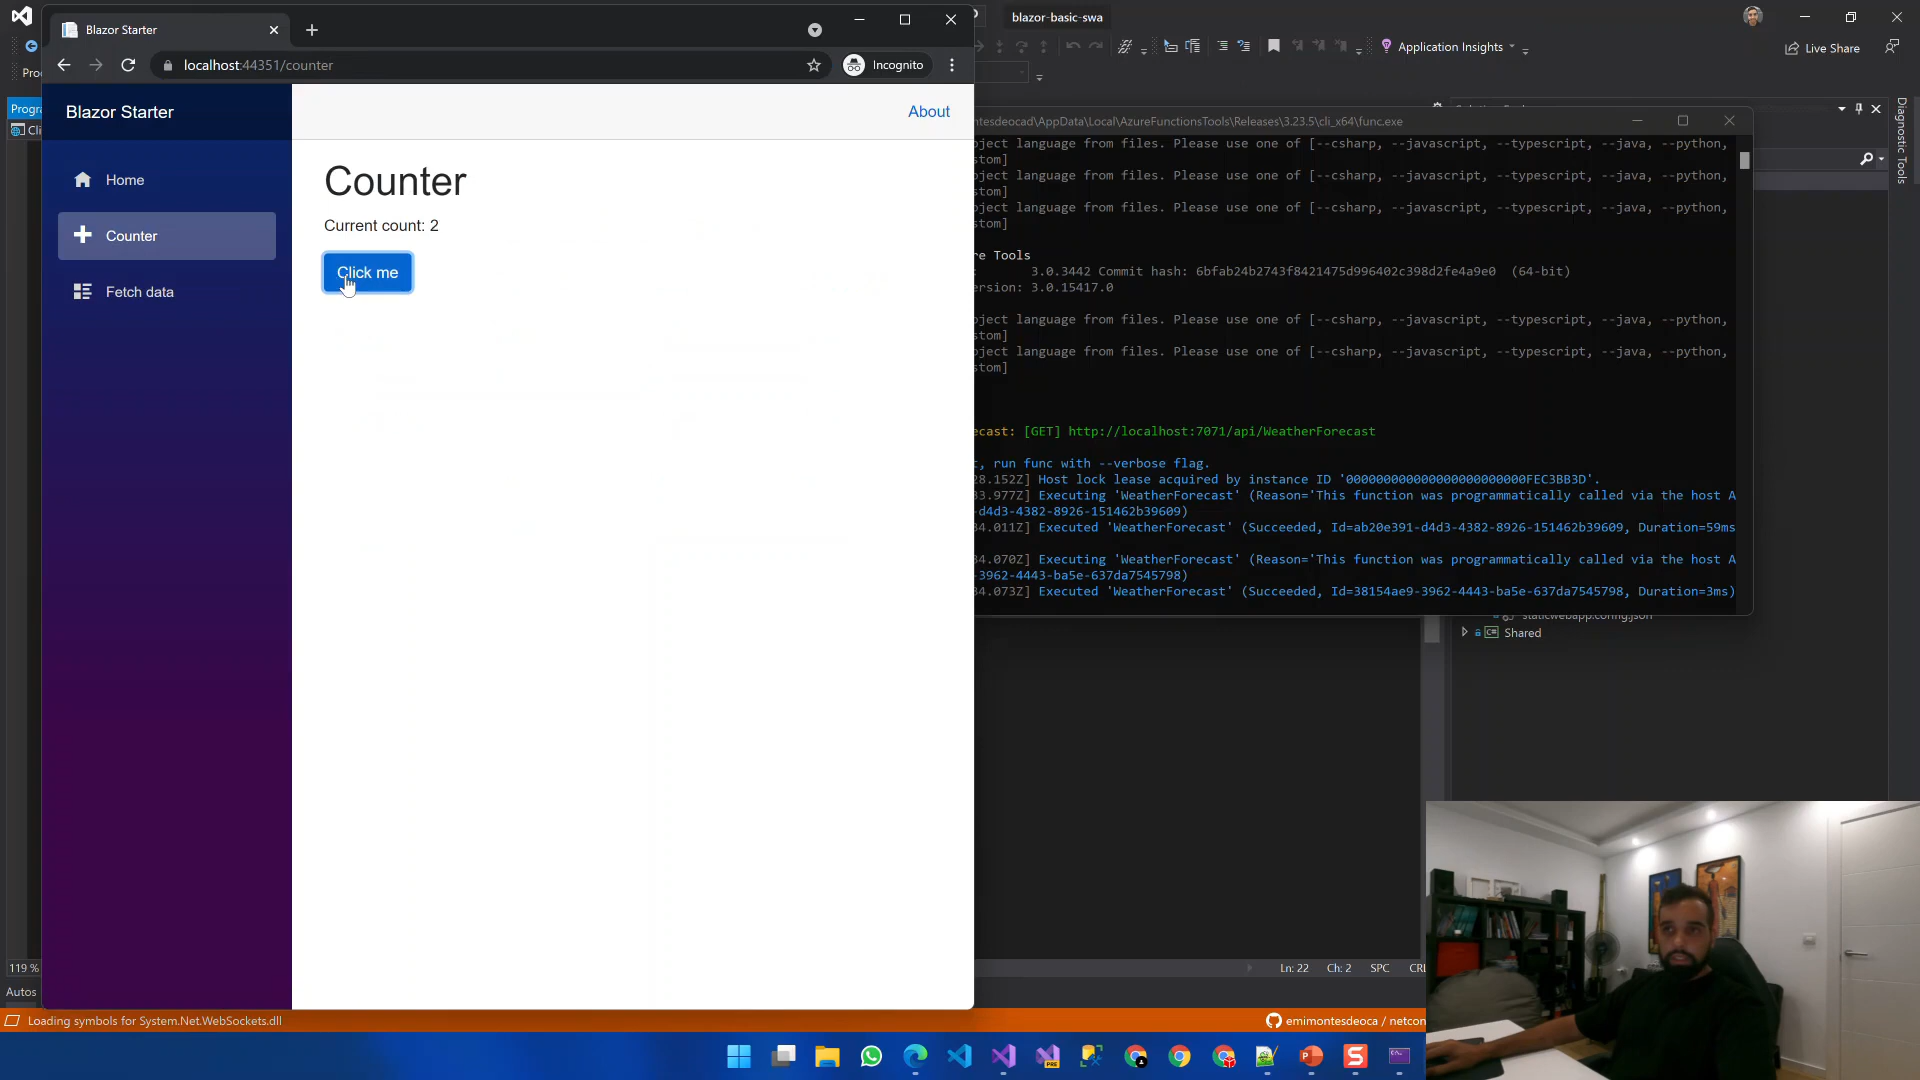 Blazor Starter
blazor-basic-swa
Application Insights
Live Share
localhost:44351/counter
Incognito
Blazor Starter
About
Home
Counter
Fetch data
Counter
Current count: 2
Click me
Diagnostic Tools
ntesdeocad\AppData\Local\AzureFunctionsTools\Releases\3.23.5\cli_x64\func.exe
oject language from files. Please use one of [--csharp, --javascript, --typescript, --java, --python,
stom]
oject language from files. Please use one of [--csharp, --javascript, --typescript, --java, --python,
oject language from files. Please use one of [--csharp, --javascript, --typescript, --java, --python,
stom]
re Tools
3.0.3442 Commit hash: 6bfab24b2743f8421475d996402c398d2fe4a9e0 (64-bit)
ersion: 3.0.15417.0
oject language from files. Please use one of [--csharp, --javascript, --typescript, --java, --python,
stom]
oject language from files. Please use one of [--csharp, --javascript, --typescript, --java, --python,
stom]
ecast: [GET] http://localhost:7071/api/WeatherForecast
t, run func with --verbose flag.
28.152Z] Host lock lease acquired by instance ID '000000000000000000000000FEC3BB3D'.
33.977Z] Executing 'WeatherForecast' (Reason='This function was programmatically called via the host A
-d4d3-4382-8926-151462b39609)
34.011Z] Executed 'WeatherForecast' (Succeeded, Id=ab20e391-d4d3-4382-8926-151462b39609, Duration=59ms
34.070Z] Executing 'WeatherForecast' (Reason='This function was programmatically called via the host A
-3962-4443-ba5e-637da7545798)
34.073Z] Executed 'WeatherForecast' (Succeeded, Id=38154ae9-3962-4443-ba5e-637da7545798, Duration=3ms)
staticwebapp.config.json
Shared
119 %
Ln: 22
Ch: 2
SPC
CRL
Autos
Loading symbols for System.Net.WebSockets.dll
emimontesdeoca / netcon